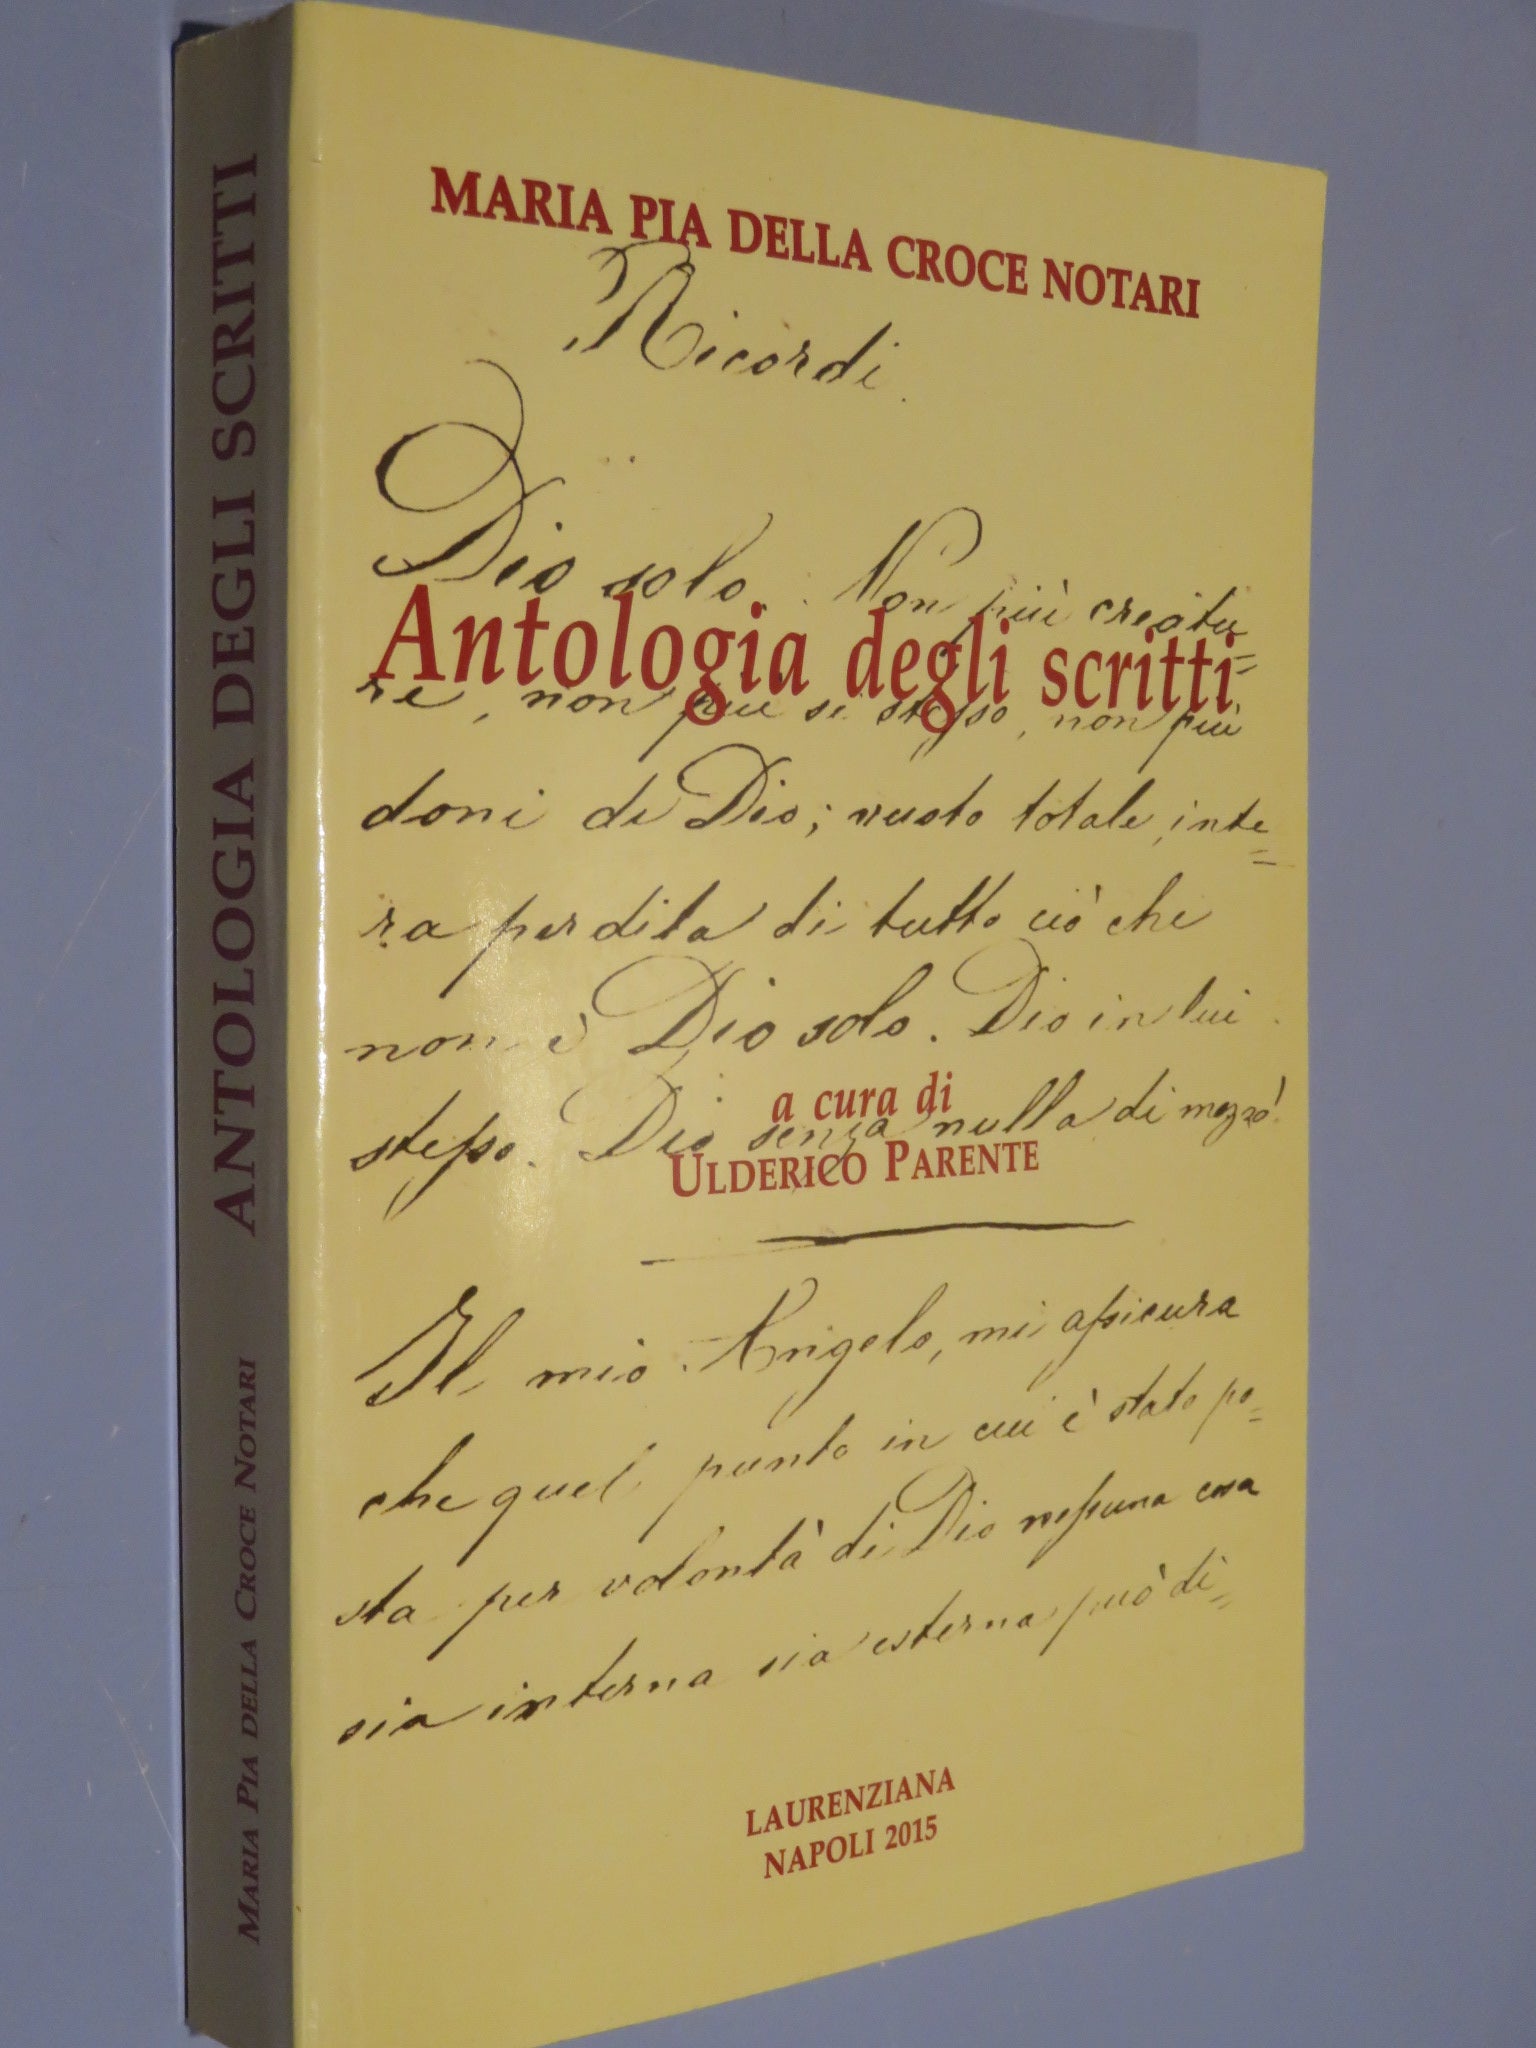 MARIA PIA DELLA CROCE NOTARI
Ricordi.
Dio solo. Non più creatu=
Antologia degli scritti
re, non più se stesso, non più
doni di Dio; vuoto totale, inte=
ra perdita di tutto ciò che
non è Dio solo. Dio in lui
a cura di
stesso. Dio senza nulla di mezzo!
ULDERICO PARENTE
Il mio Angelo, mi assicura
che quel punto in cui è stato po=
sta per volontà di Dio nessuna cosa
sia interna sia esterna può di=
LAURENZIANA
NAPOLI 2015
MARIA PIA DELLA CROCE NOTARI ANTOLOGIA DEGLI SCRITTI